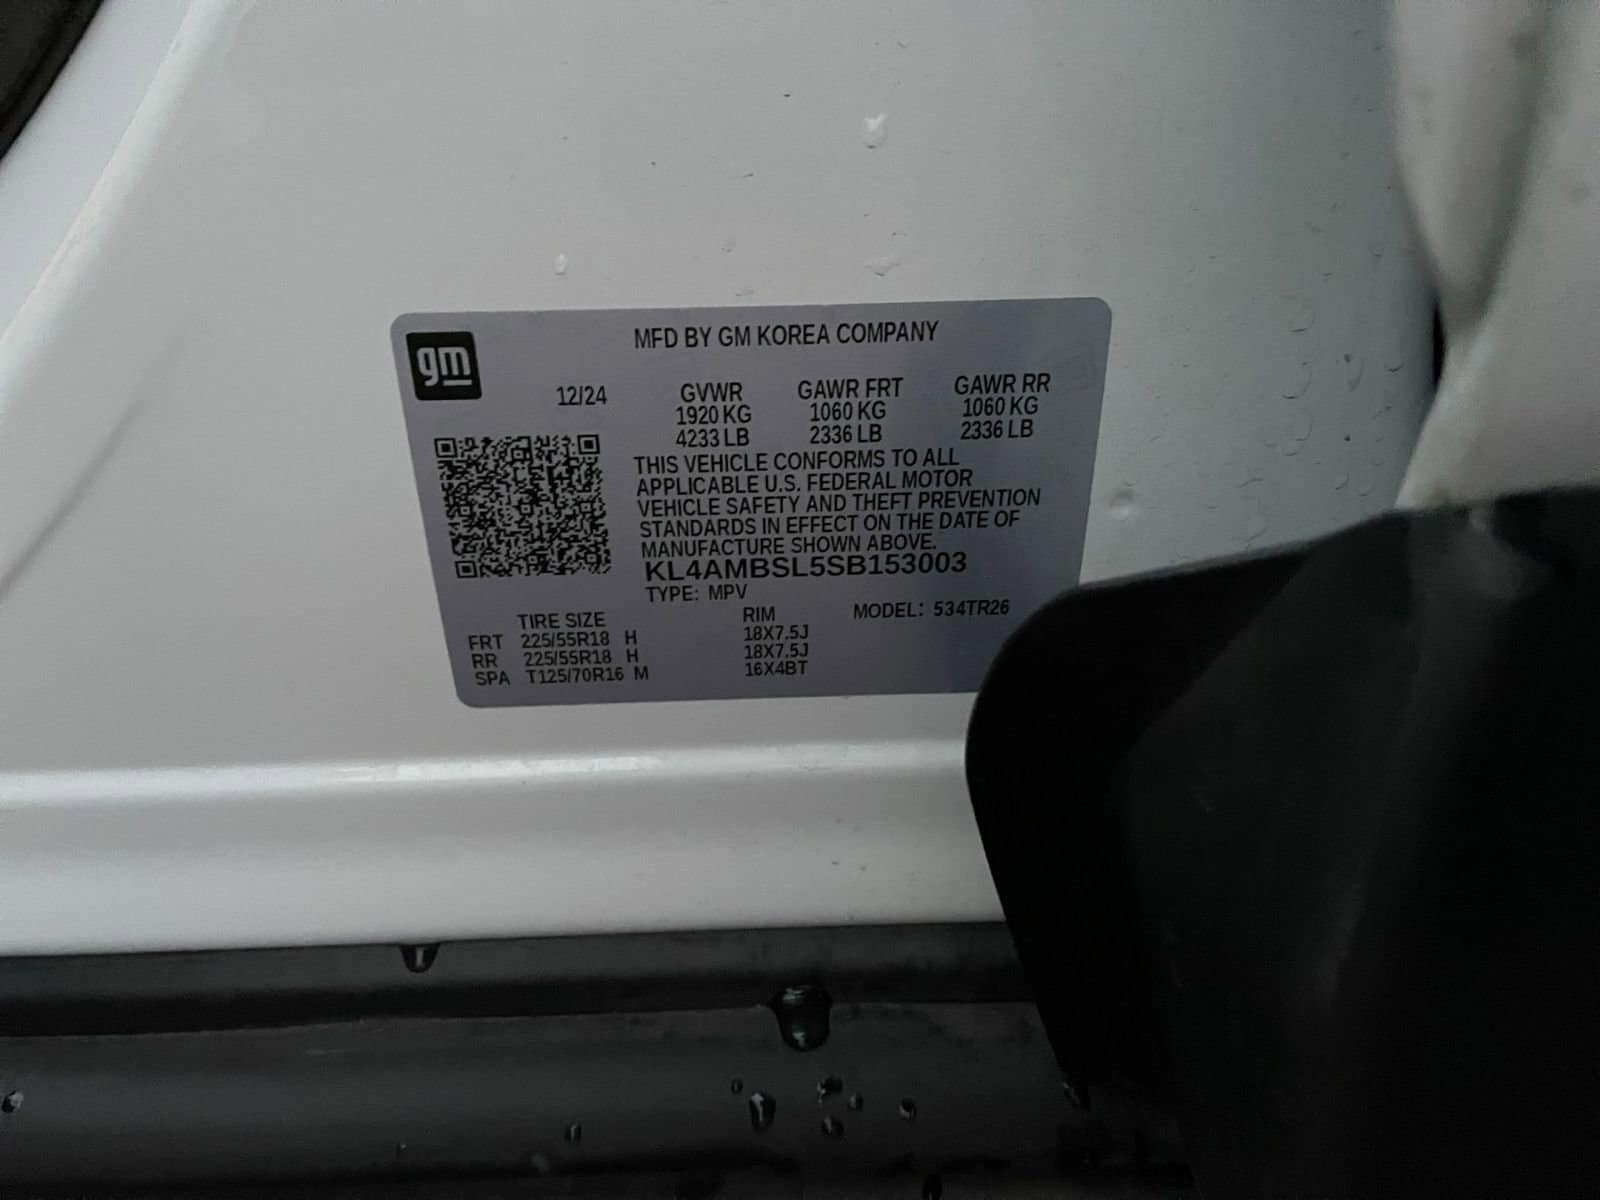 gm
MFD BY GM KOREA COMPANY
12/24 GVWR GAWR FRT GAWR RR
1920 KG 1060 KG 1060 KG
4233 LB 2336 LB 2336 LB
THIS VEHICLE CONFORMS TO ALL
APPLICABLE U.S. FEDERAL MOTOR
VEHICLE SAFETY AND THEFT PREVENTION
STANDARDS IN EFFECT ON THE DATE OF
MANUFACTURE SHOWN ABOVE.
KL4AMBSL5SB153003
TYPE: MPV
TIRE SIZE RIM MODEL: 534TR26
FRT 225/55R18 H 18X7.5J
RR 225/55R18 H 18X7.5J
SPA T125/70R16 M 16X4BT